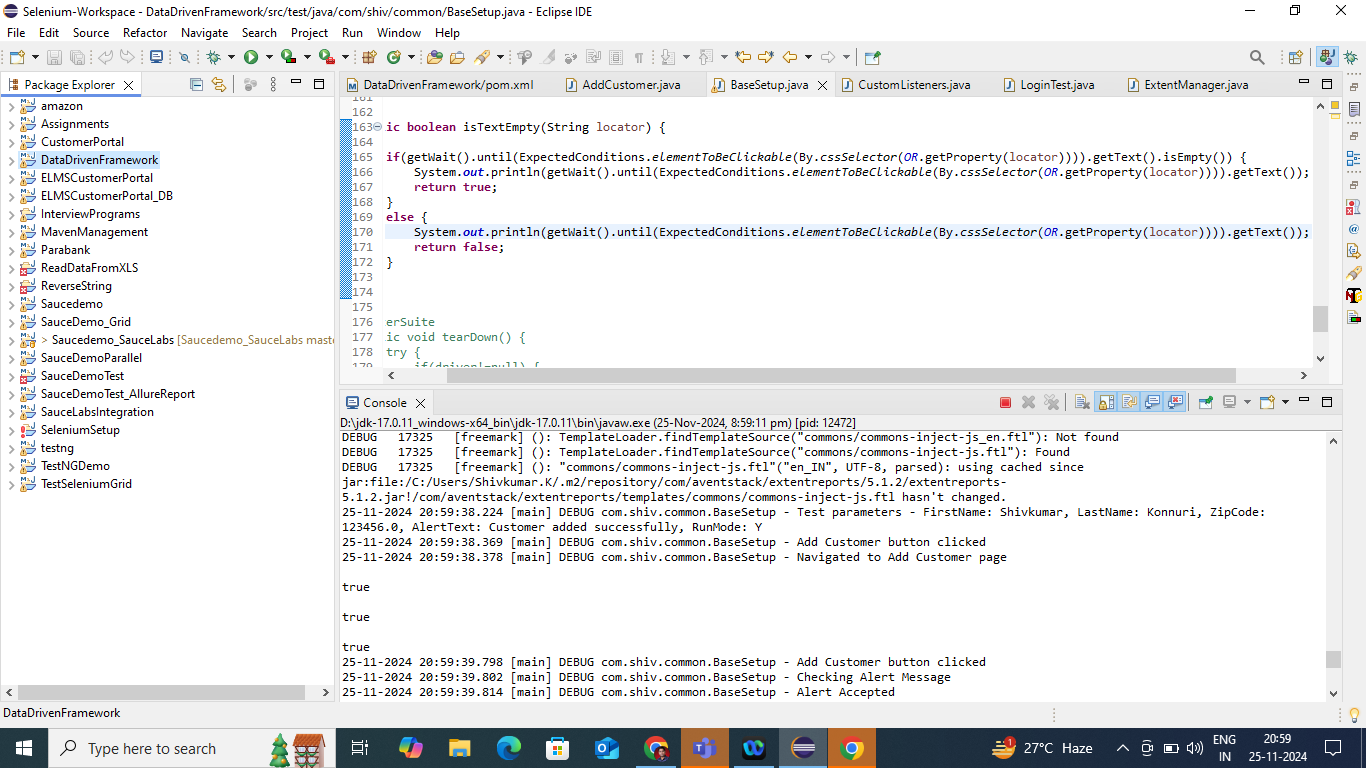 Selenium-Workspace - DataDrivenFramework/src/test/java/com/shiv/common/BaseSetup.java - Eclipse IDE
File Edit Source Refactor Navigate Search Project Run Window Help
Package Explorer
amazon
Assignments
CustomerPortal
DataDrivenFramework
ELMSCustomerPortal
ELMSCustomerPortal_DB
InterviewPrograms
MavenManagement
Parabank
ReadDataFromXLS
ReverseString
Saucedemo
SauceDemo_Grid
> Saucedemo_SauceLabs [Saucedemo_SauceLabs maste
SauceDemoParallel
SauceDemoTest
SauceDemoTest_AllureReport
SauceLabsIntegration
SeleniumSetup
testng
TestNGDemo
TestSeleniumGrid
DataDrivenFramework/pom.xml AddCustomer.java BaseSetup.java CustomListeners.java LoginTest.java ExtentManager.java
161
162
163 ic boolean isTextEmpty(String locator) {
164
165 if(getWait().until(ExpectedConditions.elementToBeClickable(By.cssSelector(OR.getProperty(locator)))).getText().isEmpty()) {
166 System.out.println(getWait().until(ExpectedConditions.elementToBeClickable(By.cssSelector(OR.getProperty(locator)))).getText());
167 return true;
168 }
169 else {
170 System.out.println(getWait().until(ExpectedConditions.elementToBeClickable(By.cssSelector(OR.getProperty(locator)))).getText());
171 return false;
172 }
173
174
175
176 erSuite
177 ic void tearDown() {
178 try {
179 if(driver!=null) {
Console
D:\jdk-17.0.11_windows-x64_bin\jdk-17.0.11\bin\javaw.exe (25-Nov-2024, 8:59:11 pm) [pid: 12472]
DEBUG 17325 [freemark] (): TemplateLoader.findTemplateSource("commons/commons-inject-js_en.ftl"): Not found
DEBUG 17325 [freemark] (): TemplateLoader.findTemplateSource("commons/commons-inject-js.ftl"): Found
DEBUG 17325 [freemark] (): "commons/commons-inject-js.ftl"("en_IN", UTF-8, parsed): using cached since
jar:file:/C:/Users/Shivkumar.K/.m2/repository/com/aventstack/extentreports/5.1.2/extentreports-
5.1.2.jar!/com/aventstack/extentreports/templates/commons/commons-inject-js.ftl hasn't changed.
25-11-2024 20:59:38.224 [main] DEBUG com.shiv.common.BaseSetup - Test parameters - FirstName: Shivkumar, LastName: Konnuri, ZipCode:
123456.0, AlertText: Customer added successfully, RunMode: Y
25-11-2024 20:59:38.369 [main] DEBUG com.shiv.common.BaseSetup - Add Customer button clicked
25-11-2024 20:59:38.378 [main] DEBUG com.shiv.common.BaseSetup - Navigated to Add Customer page
true
true
true
25-11-2024 20:59:39.798 [main] DEBUG com.shiv.common.BaseSetup - Add Customer button clicked
25-11-2024 20:59:39.802 [main] DEBUG com.shiv.common.BaseSetup - Checking Alert Message
25-11-2024 20:59:39.814 [main] DEBUG com.shiv.common.BaseSetup - Alert Accepted
DataDrivenFramework
Type here to search
1
27°C Haze
ENG
IN
20:59
25-11-2024